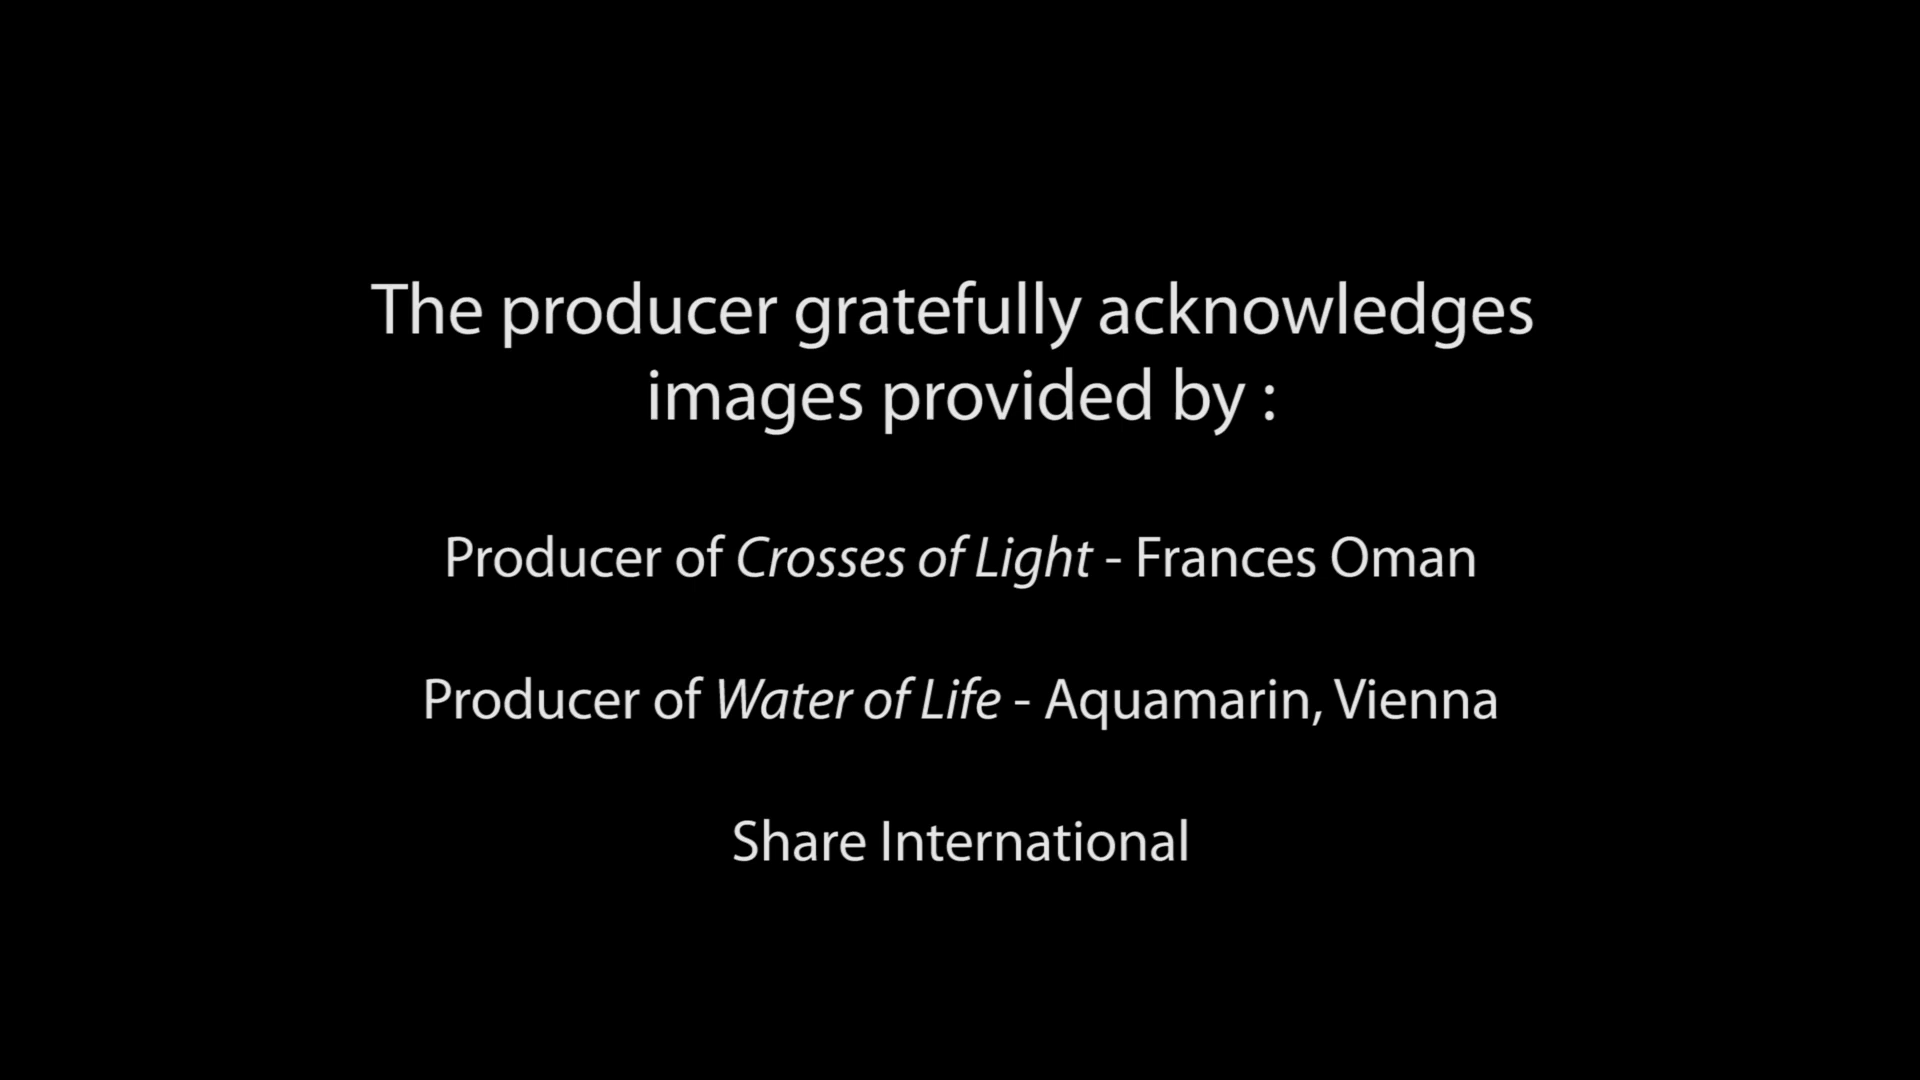 The producer gratefully acknowledges
images provided by :
Producer of Crosses of Light - Frances Oman
Producer of Water of Life - Aquamarin, Vienna
Share International